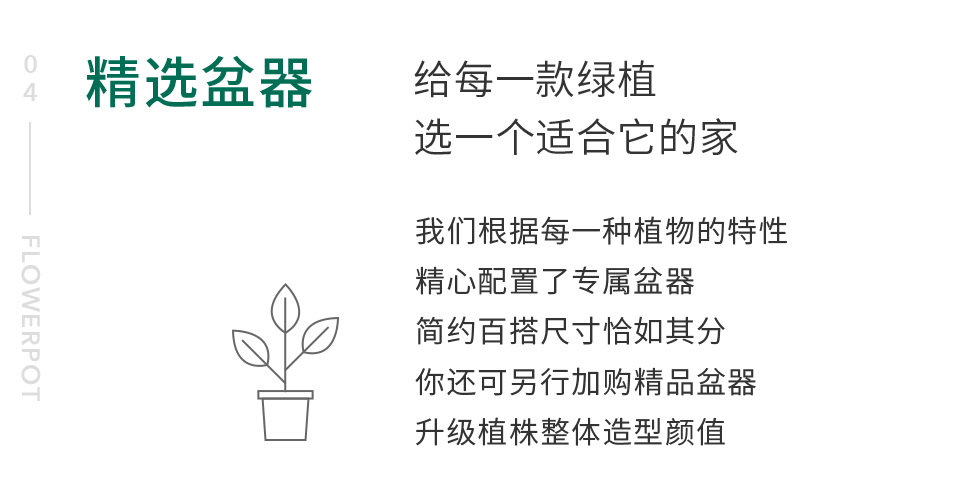 04
FLOWERPOT
精选盆器
给每一款绿植
选一个适合它的家
我们根据每一种植物的特性
精心配置了专属盆器
简约百搭尺寸恰如其分
你还可另行加购精品盆器
升级植株整体造型颜值